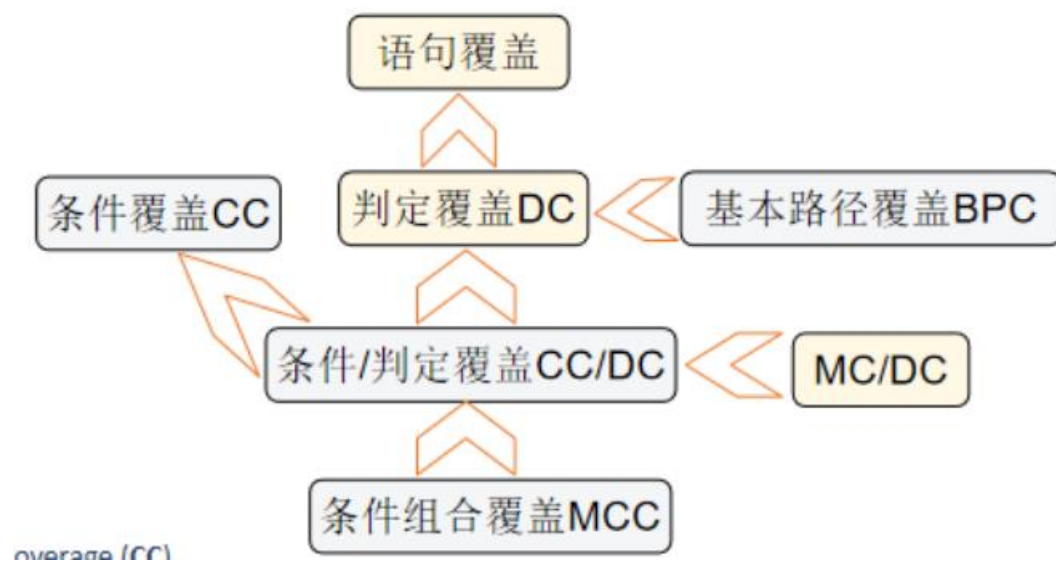 语句覆盖
条件覆盖CC
判定覆盖DC
基本路径覆盖BPC
条件/判定覆盖CC/DC
MC/DC
条件组合覆盖MCC
overage (CC)